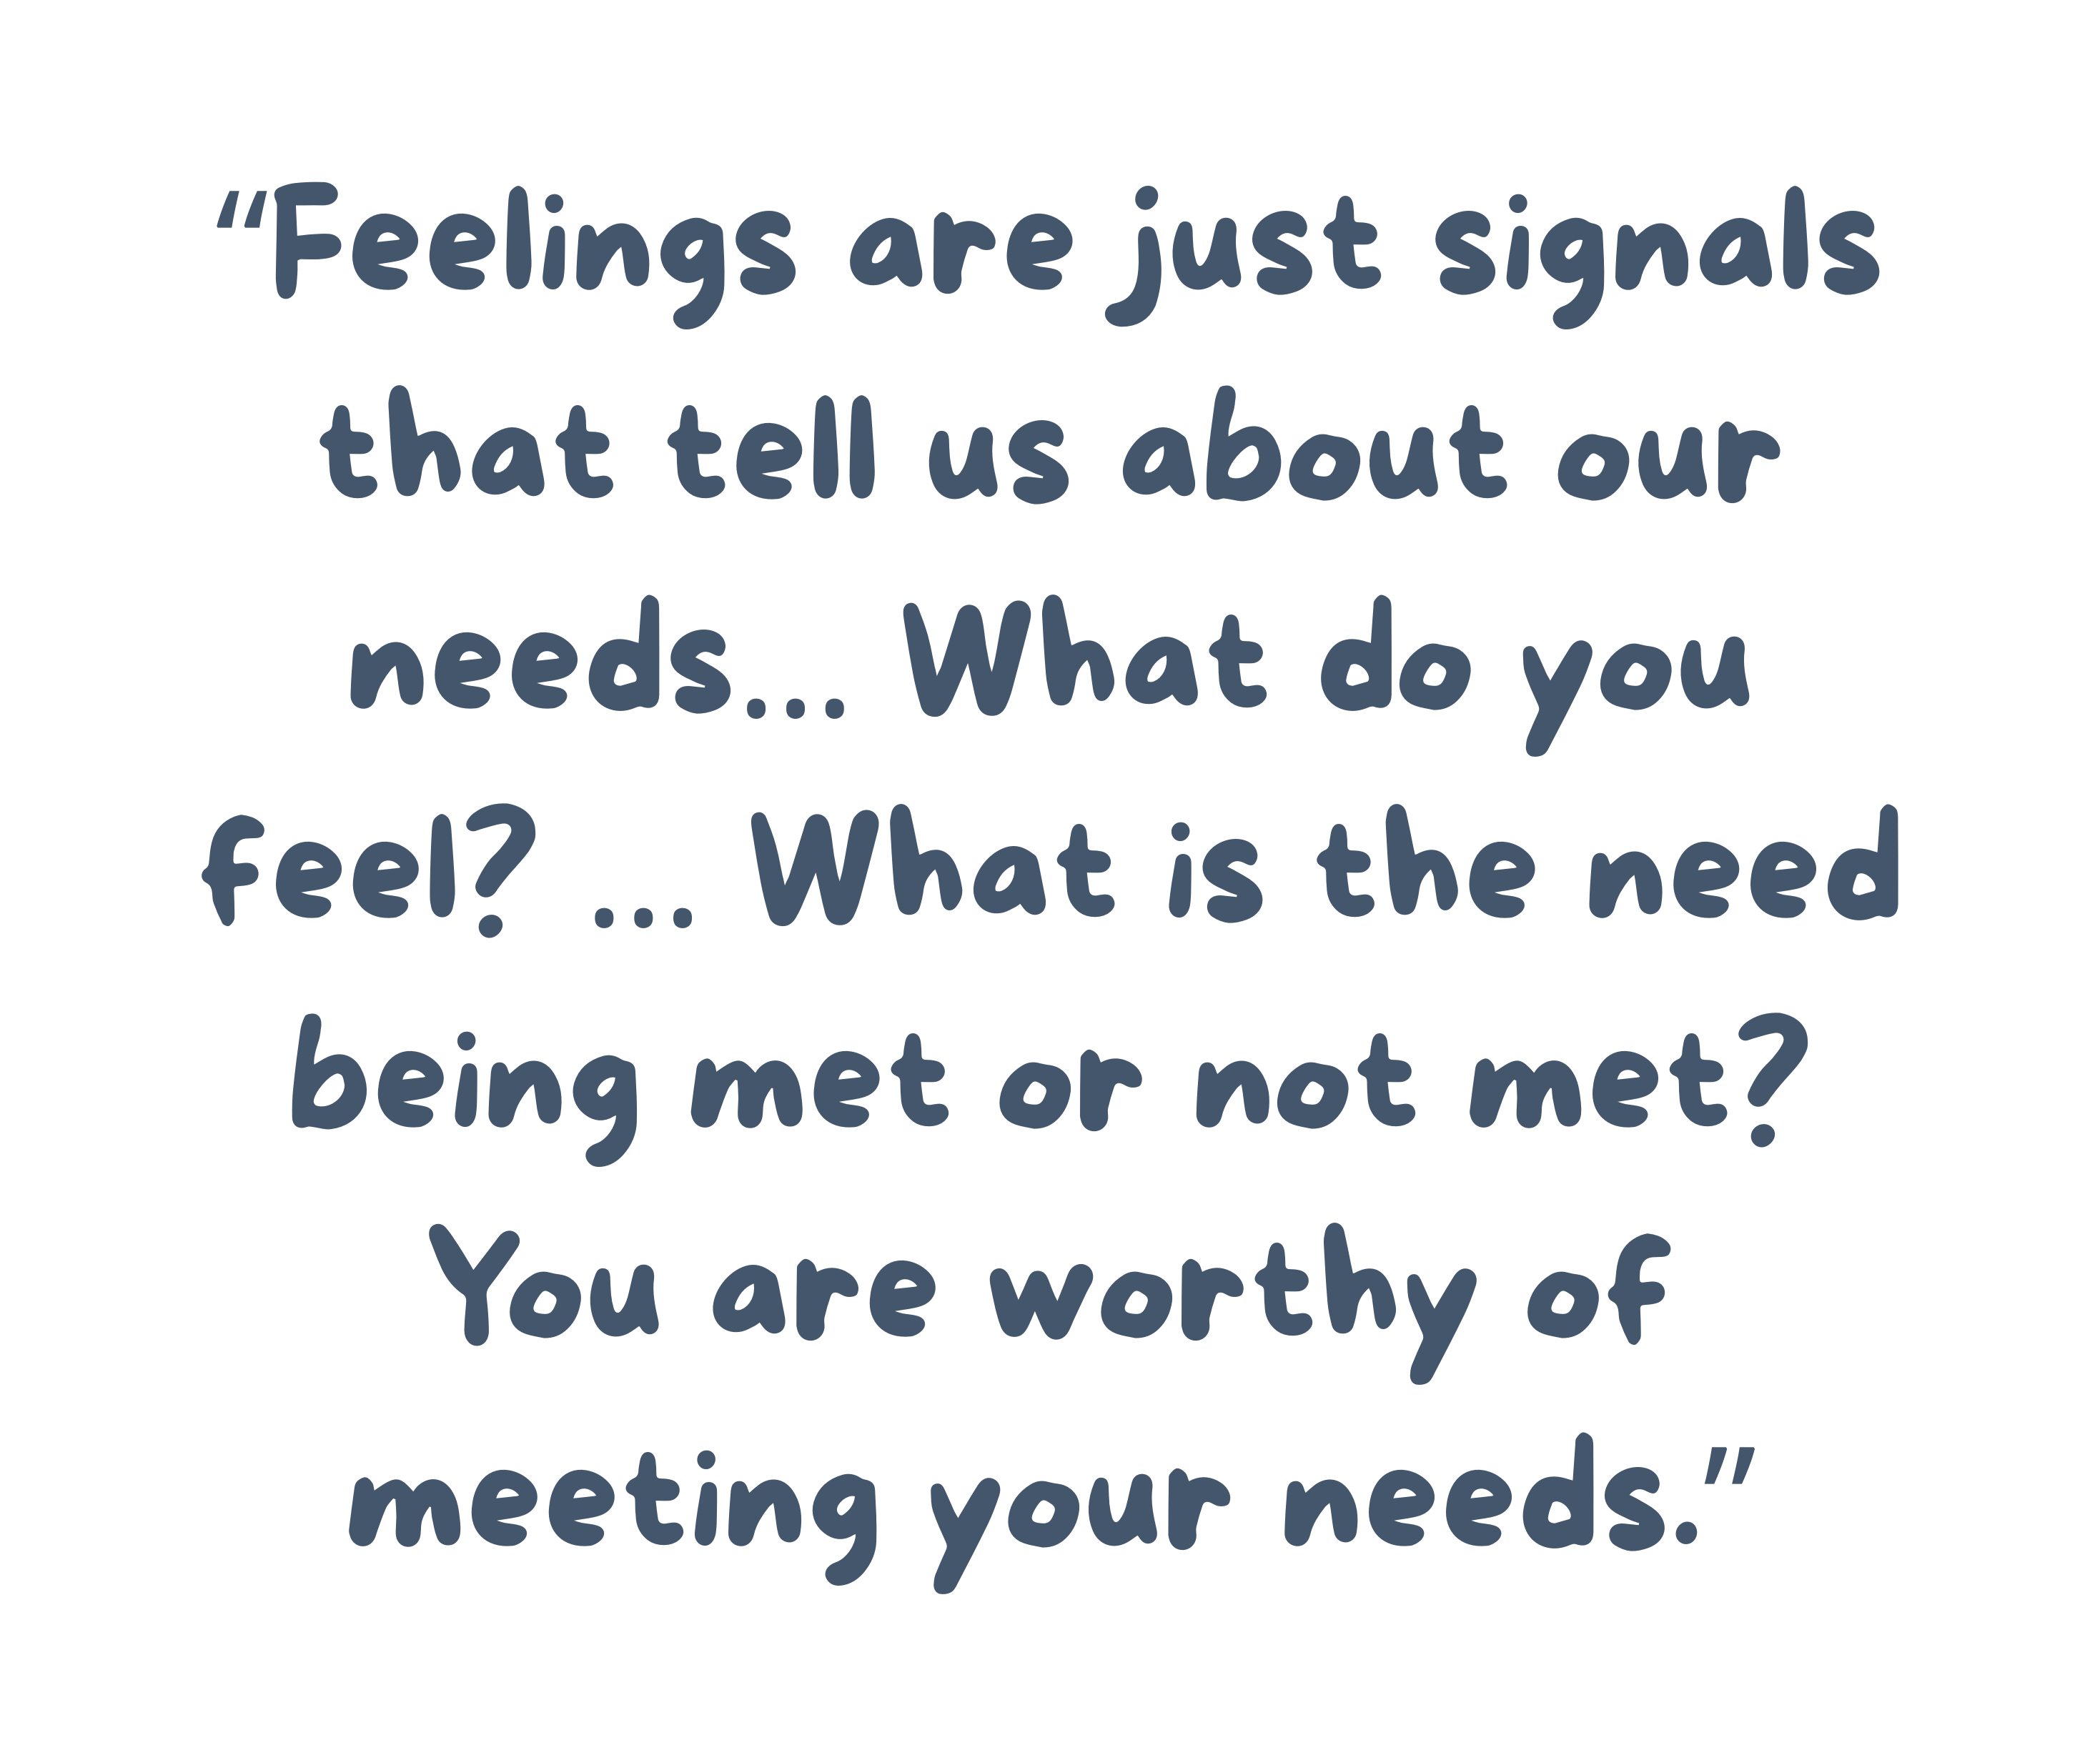 “Feelings are just signals
that tell us about our
needs... What do you
feel? ... What is the need
being met or not met?
You are worthy of
meeting your needs.”